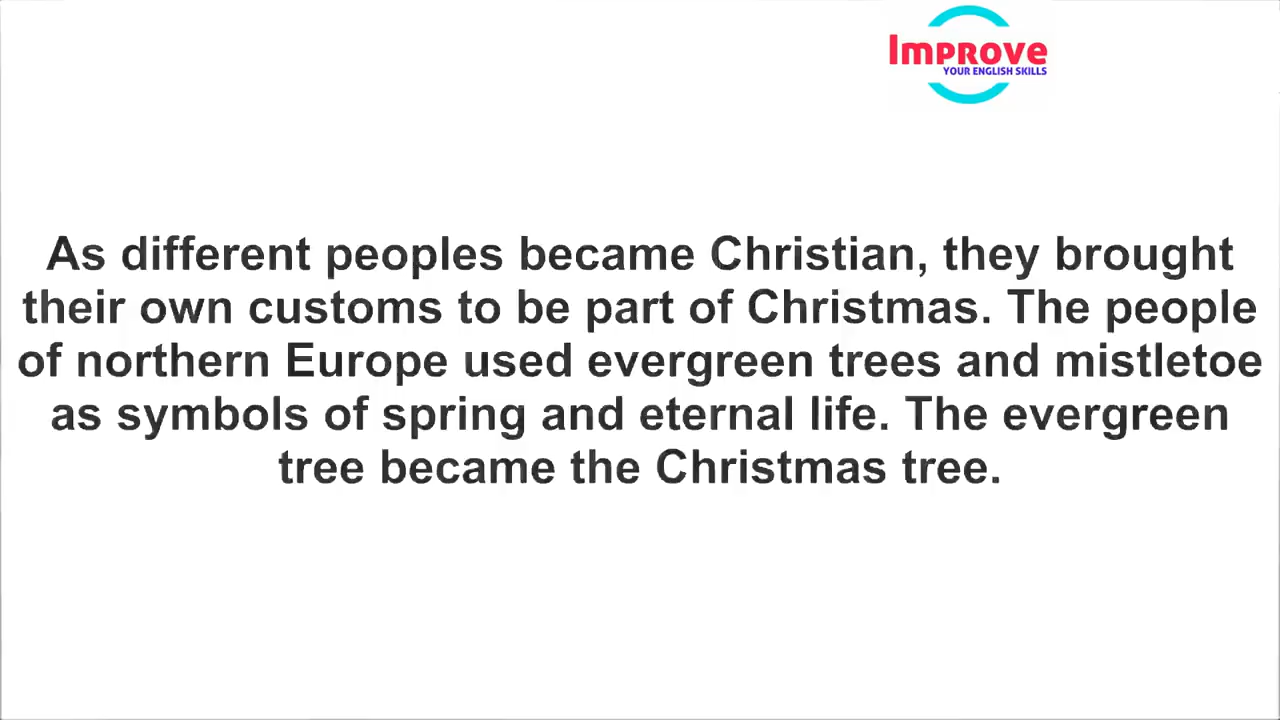 Improve
YOUR ENGLISH SKILLS
As different peoples became Christian, they brought
their own customs to be part of Christmas. The people
of northern Europe used evergreen trees and mistletoe
as symbols of spring and eternal life. The evergreen
tree became the Christmas tree.